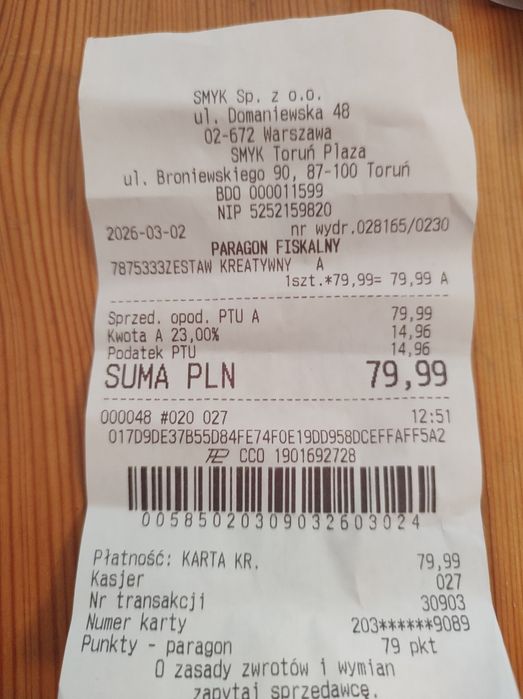 SMYK Sp. z o.o.
ul. Domaniewska 48
02-672 Warszawa
SMYK Toruń Plaza
ul. Broniewskiego 90, 87-100 Toruń
BDO 000011599
NIP 5252159820
2026-03-02 nr wydr.028165/0230
PARAGON FISKALNY
7875333ZESTAW KREATYWNY A
1szt.*79,99= 79,99 A
Sprzed. opod. PTU A 79,99
Kwota A 23,00% 14,96
Podatek PTU 14,96
SUMA PLN 79,99
000048 #020 027 12:51
017D9DE37B55D84FE74F0E19DD958DCEFFAFF5A2
CCO 1901692728
00585020309032603024
Płatność: KARTA KR. 79,99
Kasjer 027
Nr transakcji 30903
Numer karty 203******9089
Punkty - paragon 79 pkt
O zasady zwrotów i wymian
zapytaj sprzedawcę.